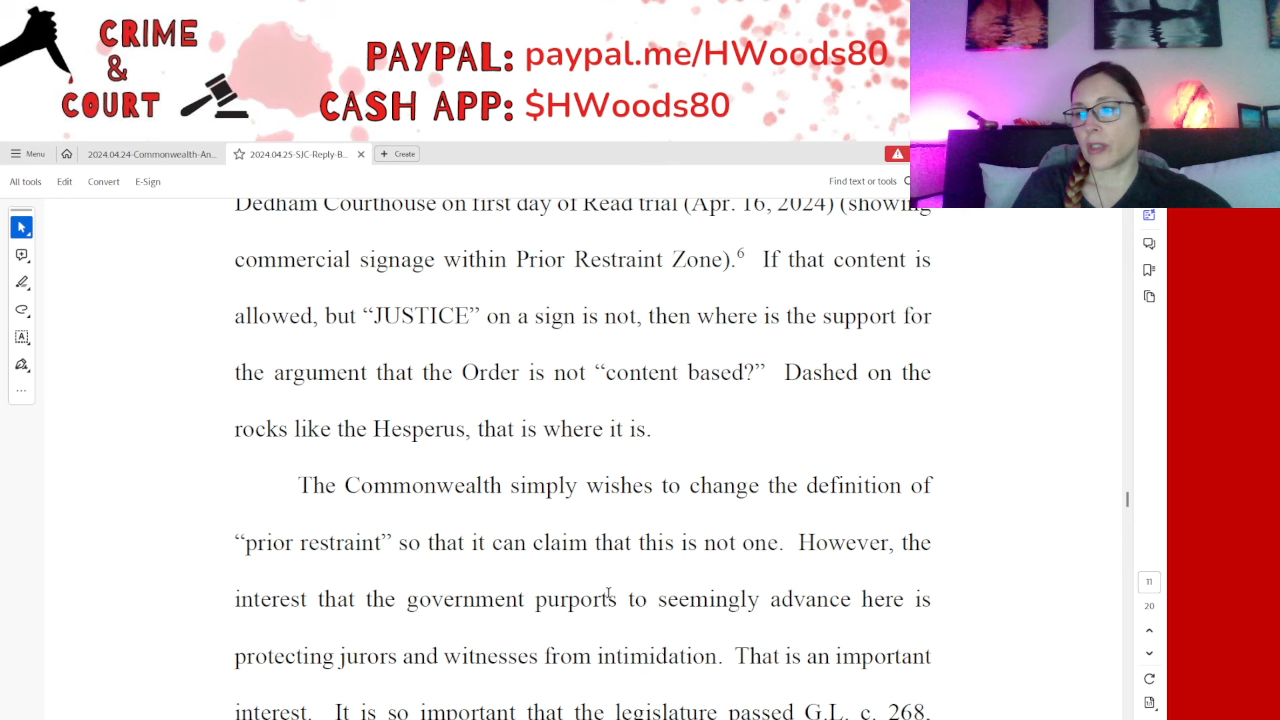 CRIME
&
COURT
PAYPAL: paypal.me/HWoods80
CASH APP: $HWoods80
Menu
2024.04.24-Commonwealth-An...
2024.04.25-SJC-Reply-B...
Create
All tools
Edit
Convert
E-Sign
Find text or tools
Dedham Courthouse on first day of Read trial (Apr. 16, 2024) (showing
commercial signage within Prior Restraint Zone).6 If that content is
allowed, but “JUSTICE” on a sign is not, then where is the support for
the argument that the Order is not “content based?” Dashed on the
rocks like the Hesperus, that is where it is.
The Commonwealth simply wishes to change the definition of
“prior restraint” so that it can claim that this is not one. However, the
interest that the government purports to seemingly advance here is
protecting jurors and witnesses from intimidation. That is an important
interest. It is so important that the legislature passed G.L. c. 268,
11
20